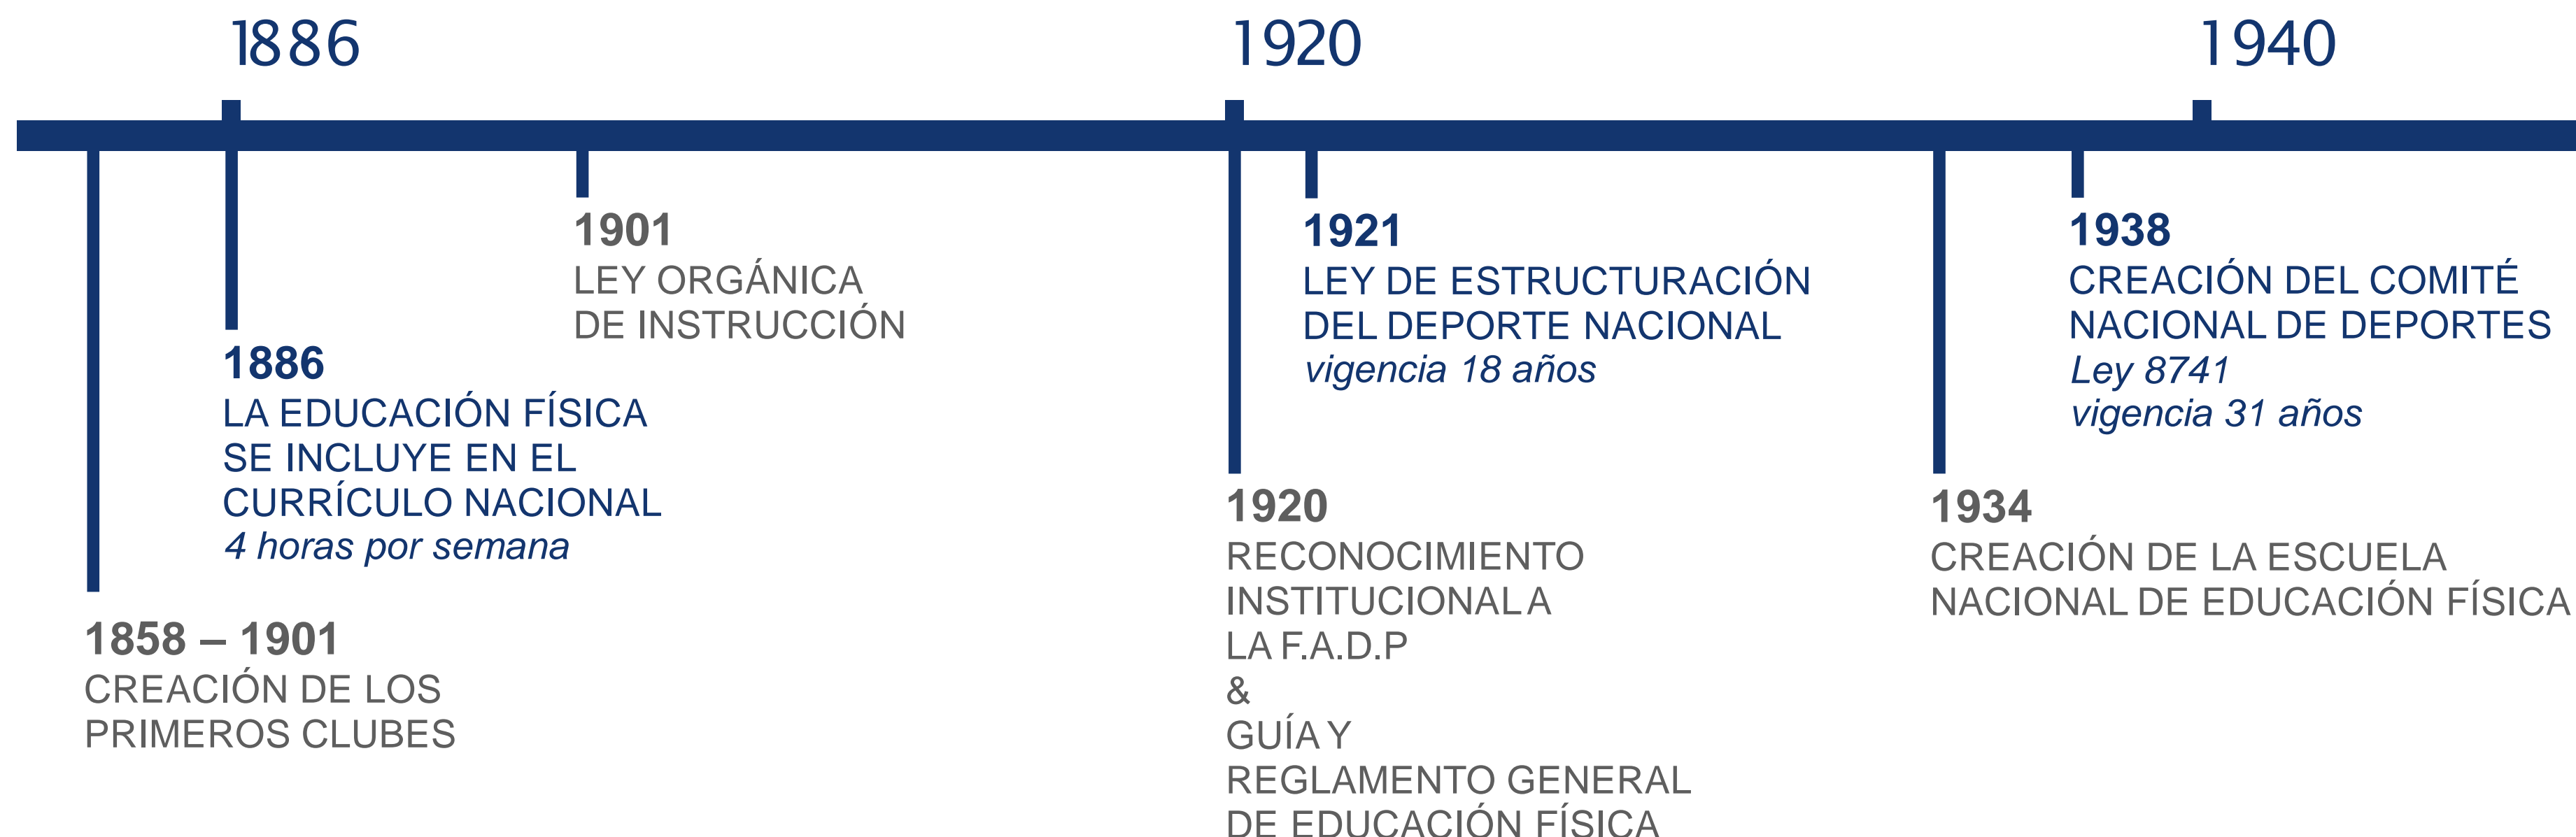 1886
1920
1940
1901
LEY ORGÁNICA
DE INSTRUCCIÓN
1921
LEY DE ESTRUCTURACIÓN
DEL DEPORTE NACIONAL
vigencia 18 años
1938
CREACIÓN DEL COMITÉ
NACIONAL DE DEPORTES
Ley 8741
vigencia 31 años
1886
LA EDUCACIÓN FÍSICA
SE INCLUYE EN EL
CURRÍCULO NACIONAL
4 horas por semana
1920
RECONOCIMIENTO
INSTITUCIONAL A
LA F.A.D.P
&
GUÍA Y
REGLAMENTO GENERAL
DE EDUCACIÓN FÍSICA
1934
CREACIÓN DE LA ESCUELA
NACIONAL DE EDUCACIÓN FÍSICA
1858 – 1901
CREACIÓN DE LOS
PRIMEROS CLUBES